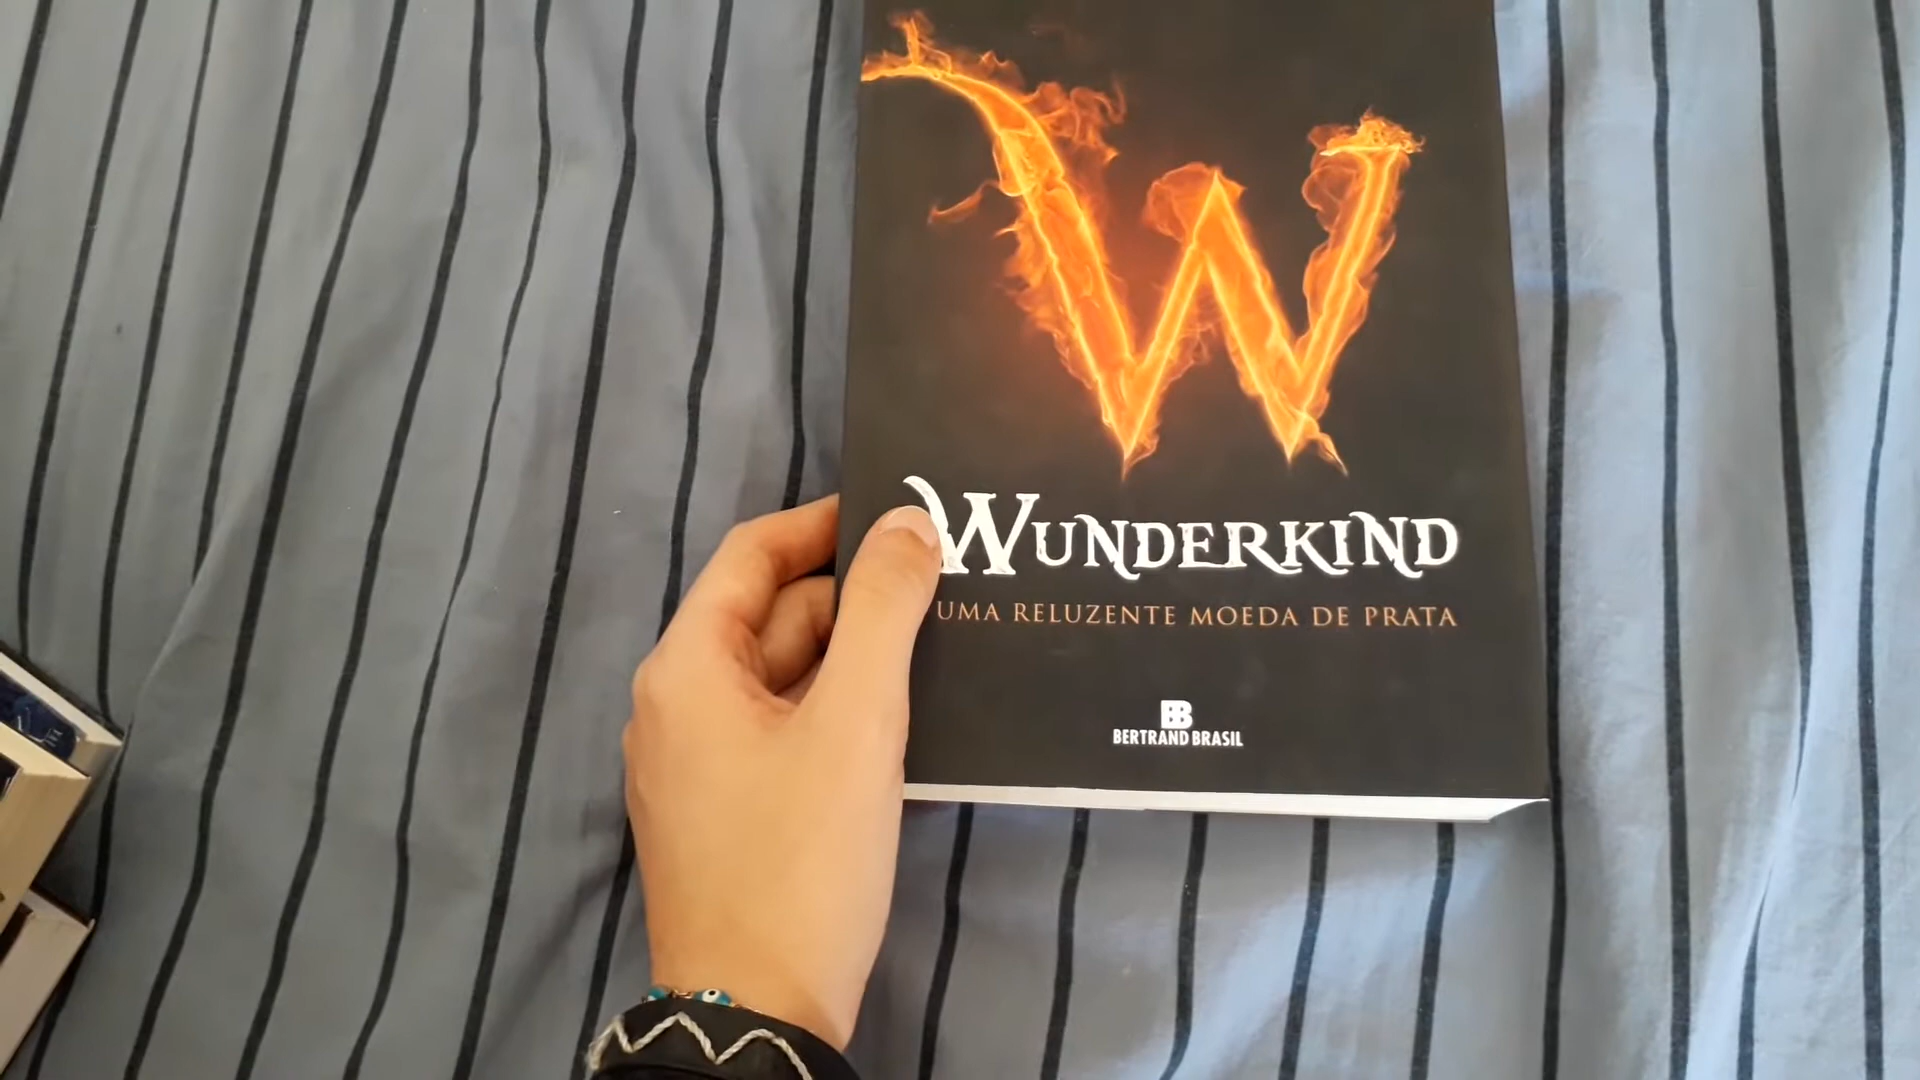 W
WUNDERKIND
UMA RELUZENTE MOEDA DE PRATA
BB
BERTRAND BRASIL